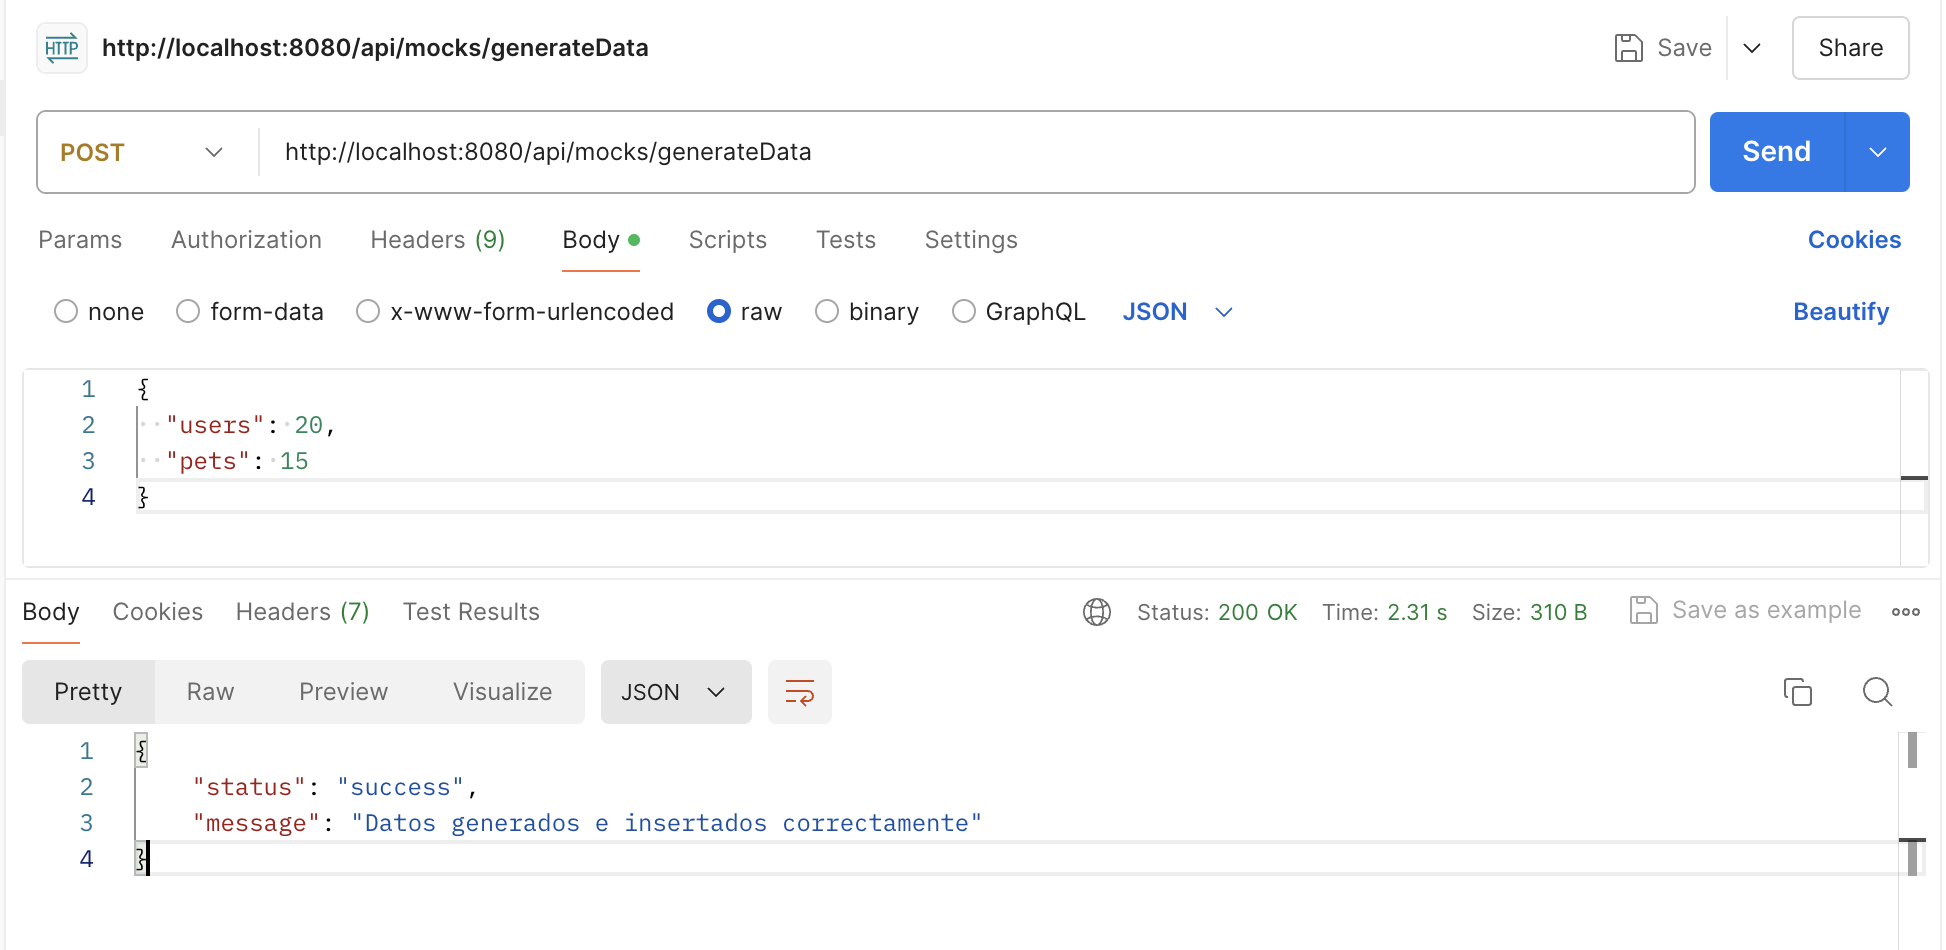 HTTP http://localhost:8080/api/mocks/generateData Save Share
POST http://localhost:8080/api/mocks/generateData Send
Params Authorization Headers (9) Body Scripts Tests Settings Cookies
none form-data x-www-form-urlencoded raw binary GraphQL JSON Beautify
1 {
2 "users": 20,
3 "pets": 15
4 }
Body Cookies Headers (7) Test Results Status: 200 OK Time: 2.31 s Size: 310 B Save as example
Pretty Raw Preview Visualize JSON
1 {
2 "status": "success",
3 "message": "Datos generados e insertados correctamente"
4 }